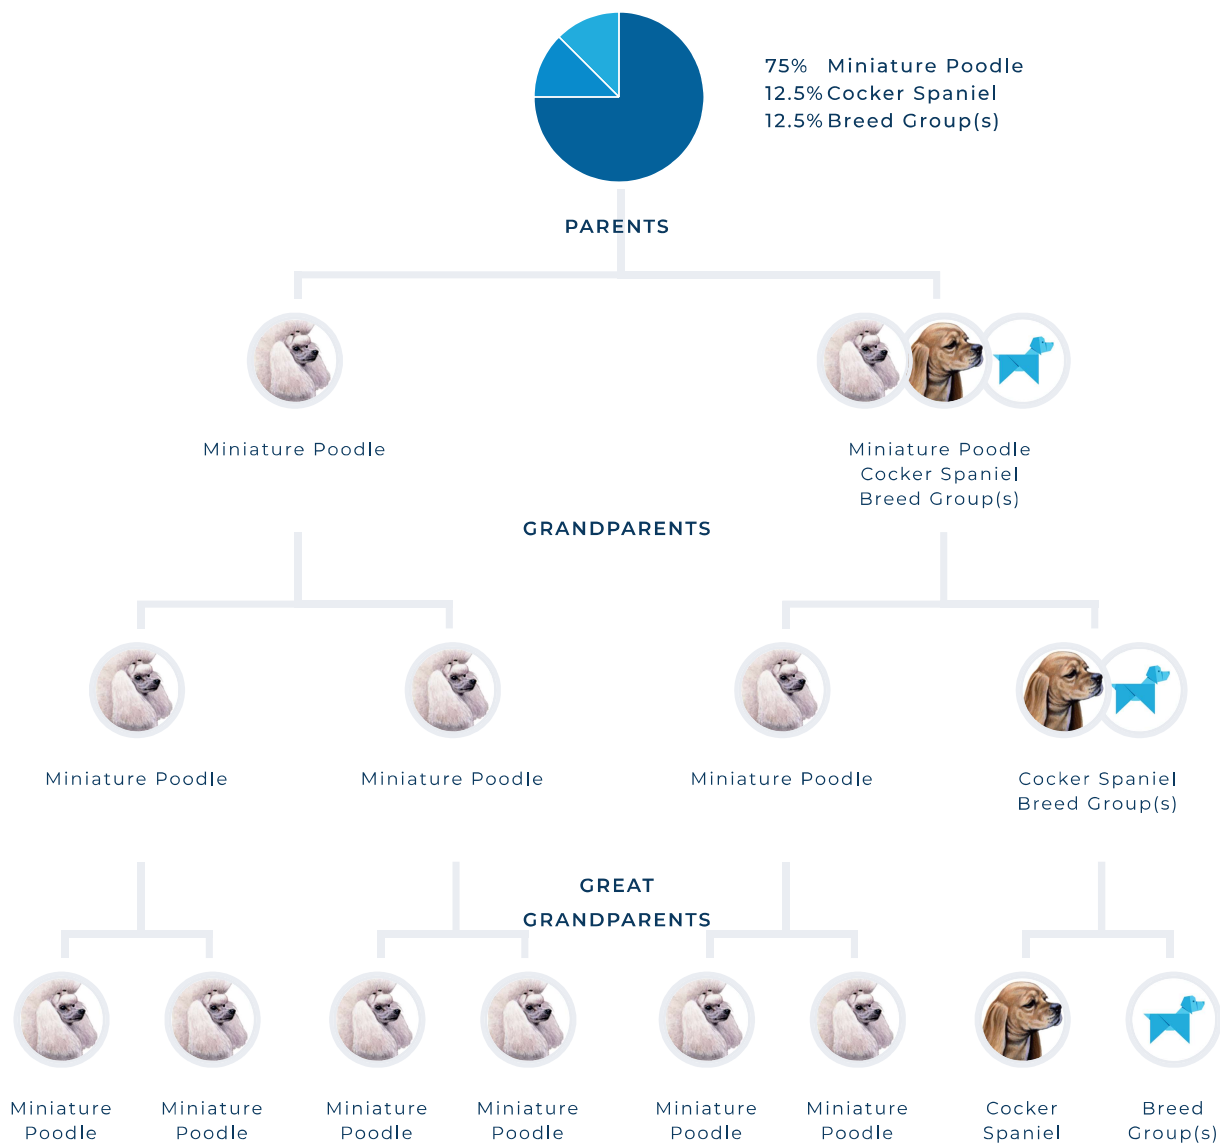 75% Miniature Poodle
12.5% Cocker Spaniel
12.5% Breed Group(s)
PARENTS
Miniature Poodle
Miniature Poodle
Cocker Spaniel
Breed Group(s)
GRANDPARENTS
Miniature Poodle
Miniature Poodle
Miniature Poodle
Cocker Spaniel
Breed Group(s)
GREAT
GRANDPARENTS
Miniature
Poodle
Miniature
Poodle
Miniature
Poodle
Miniature
Poodle
Miniature
Poodle
Miniature
Poodle
Cocker
Spaniel
Breed
Group(s)